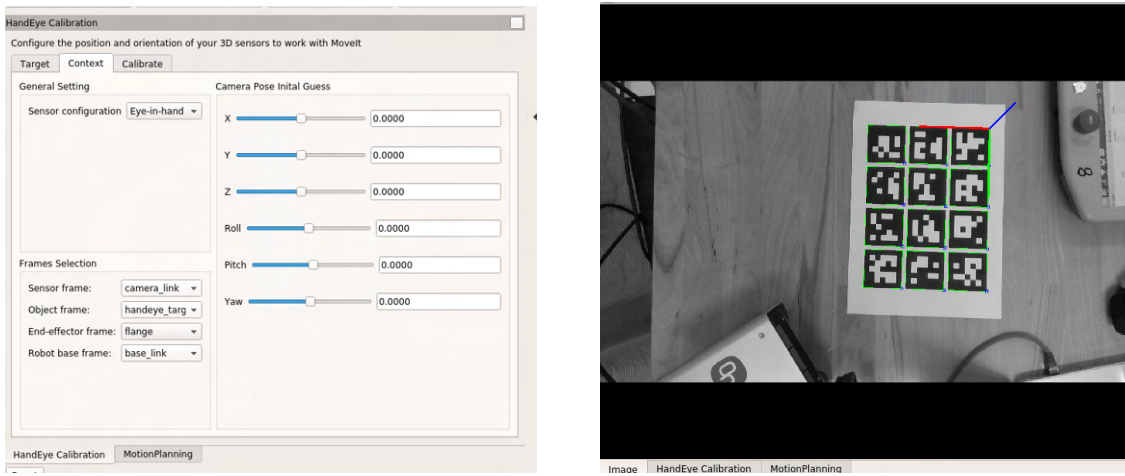 HandEye Calibration
Configure the position and orientation of your 3D sensors to work with MoveIt
Target Context Calibrate
General Setting
Sensor configuration Eye-in-hand
Camera Pose Inital Guess
X 0.0000
Y 0.0000
Z 0.0000
Roll 0.0000
Pitch 0.0000
Yaw 0.0000
Frames Selection
Sensor frame: camera_link
Object frame: handeye_targ
End-effector frame: flange
Robot base frame: base_link
HandEye Calibration MotionPlanning
Image HandEye Calibration MotionPlanning